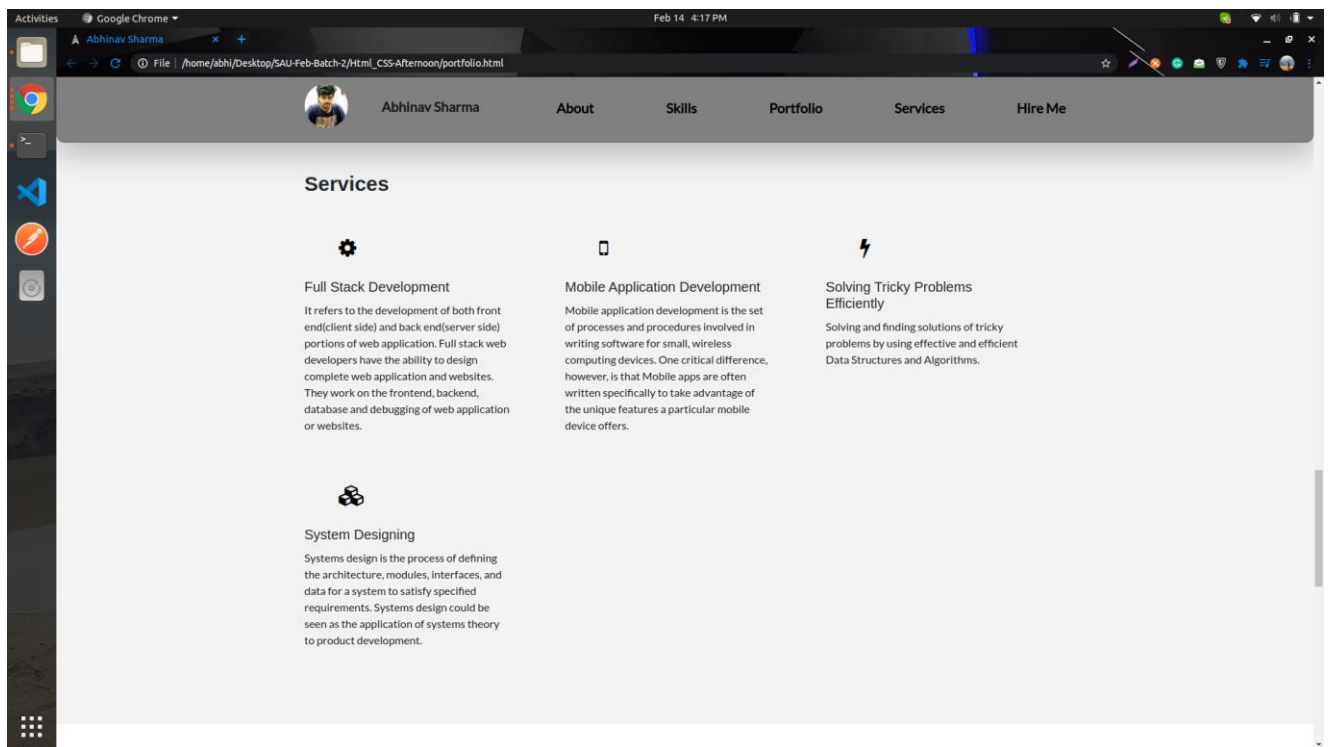 Activities Google Chrome Feb 14 4:17 PM
Abhinav Sharma
File /home/abhi/Desktop/SAU-Feb-Batch-2/Html_CSS-Afternoon/portfolio.html
Abhinav Sharma About Skills Portfolio Services Hire Me
Services
Full Stack Development
It refers to the development of both front
end(client side) and back end(server side)
portions of web application. Full stack web
developers have the ability to design
complete web application and websites.
They work on the frontend, backend,
database and debugging of web application
or websites.
Mobile Application Development
Mobile application development is the set
of processes and procedures involved in
writing software for small, wireless
computing devices. One critical difference,
however, is that Mobile apps are often
written specifically to take advantage of
the unique features a particular mobile
device offers.
Solving Tricky Problems
Efficiently
Solving and finding solutions of tricky
problems by using effective and efficient
Data Structures and Algorithms.
System Designing
Systems design is the process of defining
the architecture, modules, interfaces, and
data for a system to satisfy specified
requirements. Systems design could be
seen as the application of systems theory
to product development.